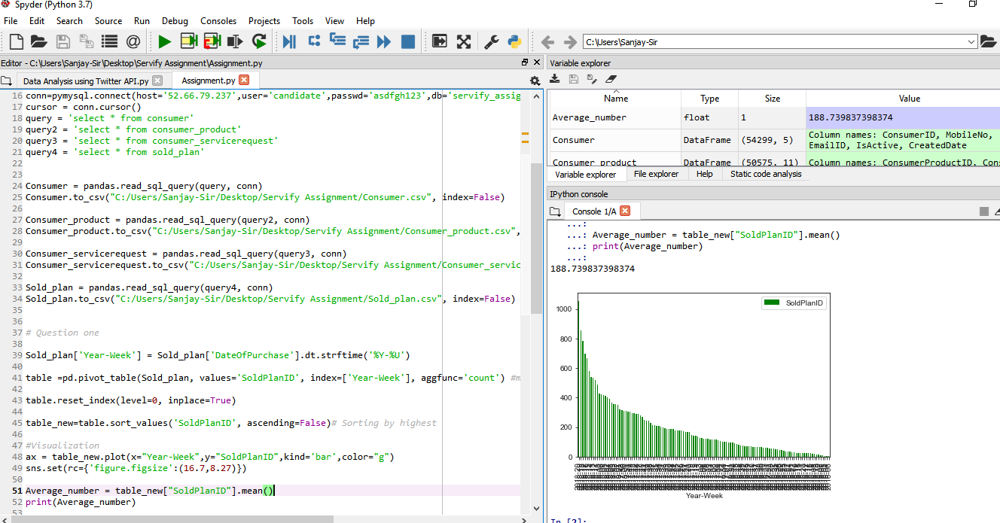 Spyder (Python 3.7)
File Edit Search Source Run Debug Consoles Projects Tools View Help
C:\Users\Sanjay-Sir
Editor - C:\Users\Sanjay-Sir\Desktop\Servify Assignment\Assignment.py
Data Analysis using Twitter API.py
Assignment.py
16 conn=pymysql.connect(host='52.66.79.237',user='candidate',passwd='asdfgh123',db='servify_assig
17 cursor = conn.cursor()
18 query = 'select * from consumer'
19 query2 = 'select * from consumer_product'
20 query3 = 'select * from consumer_servicerequest'
21 query4 = 'select * from sold_plan'
22
23
24 Consumer = pandas.read_sql_query(query, conn)
25 Consumer.to_csv("C:/Users/Sanjay-Sir/Desktop/Servify Assignment/Consumer.csv", index=False)
26
27 Consumer_product = pandas.read_sql_query(query2, conn)
28 Consumer_product.to_csv("C:/Users/Sanjay-Sir/Desktop/Servify Assignment/Consumer_product.csv",
29
30 Consumer_servicerequest = pandas.read_sql_query(query3, conn)
31 Consumer_servicerequest.to_csv("C:/Users/Sanjay-Sir/Desktop/Servify Assignment/Consumer_servic
32
33 Sold_plan = pandas.read_sql_query(query4, conn)
34 Sold_plan.to_csv("C:/Users/Sanjay-Sir/Desktop/Servify Assignment/Sold_plan.csv", index=False)
35
36
37 # Question one
38
39 Sold_plan['Year-Week'] = Sold_plan['DateOfPurchase'].dt.strftime('%Y-%U')
40
41 table =pd.pivot_table(Sold_plan, values='SoldPlanID', index=['Year-Week'], aggfunc='count') #m
42
43 table.reset_index(level=0, inplace=True)
44
45 table_new=table.sort_values('SoldPlanID', ascending=False)# Sorting by highest
46
47 #Visualization
48 ax = table_new.plot(x="Year-Week",y="SoldPlanID",kind='bar',color="g")
49 sns.set(rc={'figure.figsize':(16.7,8.27)})
50
51 Average_number = table_new["SoldPlanID"].mean()
52 print(Average_number)
53
Variable explorer
Name Type Size Value
Average_number float 1 188.739837398374
Consumer DataFrame (54299, 5) Column names: ConsumerID, MobileNo,
EmailID, IsActive, CreatedDate
Consumer_product DataFrame (50575, 11) Column names: ConsumerProductID, Cons
Variable explorer File explorer Help Static code analysis
IPython console
Console 1/A
...:
...: Average_number = table_new["SoldPlanID"].mean()
...: print(Average_number)
...:
188.739837398374
SoldPlanID
1000
800
600
400
200
0
Year-Week
In [2]: